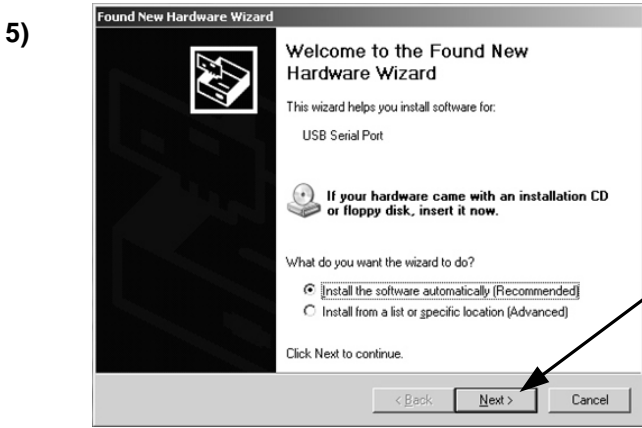 5)
Found New Hardware Wizard
Welcome to the Found New
Hardware Wizard
This wizard helps you install software for:
USB Serial Port
If your hardware came with an installation CD
or floppy disk, insert it now.
What do you want the wizard to do?
Install the software automatically (Recommended)
Install from a list or specific location (Advanced)
Click Next to continue.
< Back
Next >
Cancel